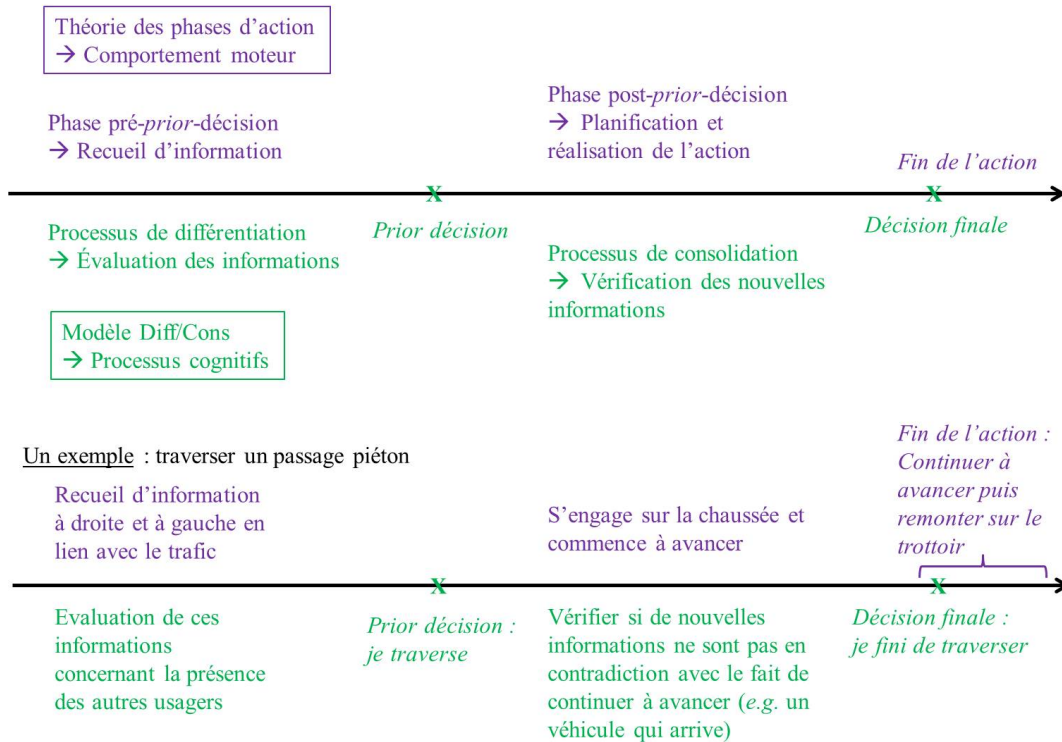 Théorie des phases d’action
→ Comportement moteur
Phase pré-prior-décision
→ Recueil d’information
Phase post-prior-décision
→ Planification et
réalisation de l’action
Fin de l’action
X
X
Processus de différentiation
→ Évaluation des informations
Prior décision
Processus de consolidation
→ Vérification des nouvelles
informations
Décision finale
Modèle Diff/Cons
→ Processus cognitifs
Un exemple : traverser un passage piéton
Recueil d’information
à droite et à gauche en
lien avec le trafic
S’engage sur la chaussée et
commence à avancer
Fin de l’action :
Continuer à
avancer puis
remonter sur le
trottoir
X
X
Evaluation de ces
informations
concernant la présence
des autres usagers
Prior décision :
je traverse
Vérifier si de nouvelles
informations ne sont pas en
contradiction avec le fait de
continuer à avancer (e.g. un
véhicule qui arrive)
Décision finale :
je fini de traverser